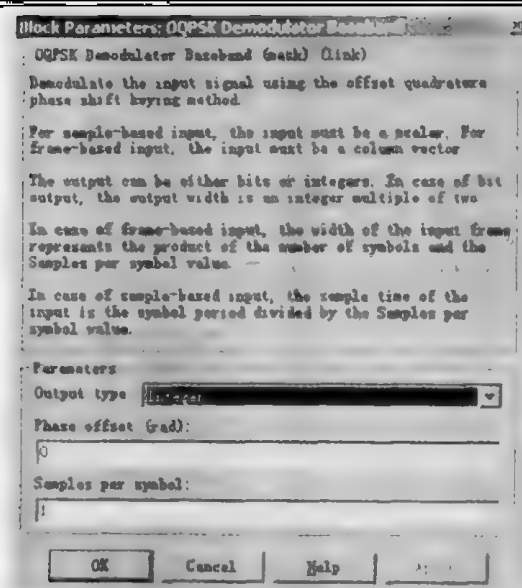 Block Parameters: OQPSK Demodulator Baseband
OQPSK Demodulator Baseband (mask) (link)
Demodulate the input signal using the offset quadrature
phase shift keying method
For sample-based input, the input must be a scalar. For
frame-based input, the input must be a column vector
The output can be either bits or integers. In case of bit
output, the output width is an integer multiple of two
In case of frame-based input, the width of the input frame
represents the product of the number of symbols and the
Samples per symbol value.
In case of sample-based input, the sample time of the
input is the symbol period divided by the Samples per
symbol value.
Parameters
Output type Integer
Phase offset (rad):
0
Samples per symbol:
1
OK Cancel Help